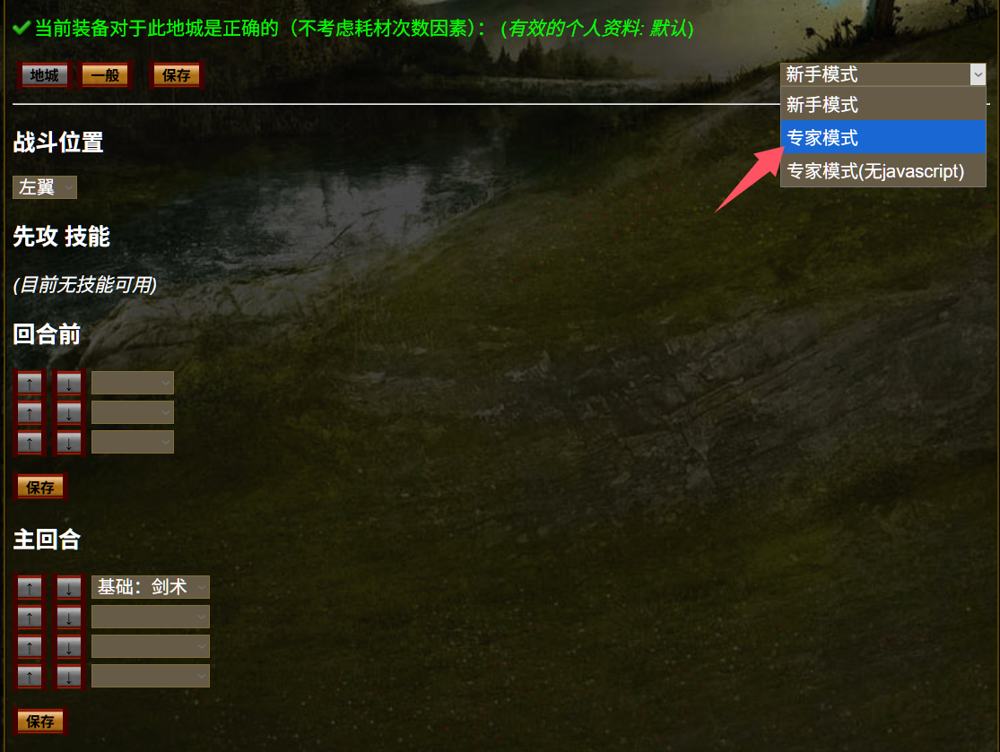 当前装备对于此地城是正确的（不考虑耗材次数因素）： (有效的个人资料: 默认)
地城 一般 保存
新手模式
新手模式
专家模式
专家模式(无javascript)
战斗位置
左翼
先攻 技能
(目前无技能可用)
回合前
↑ ↓
↑ ↓
↑ ↓
保存
主回合
↑ ↓ 基础：剑术
↑ ↓
↑ ↓
↑ ↓
保存